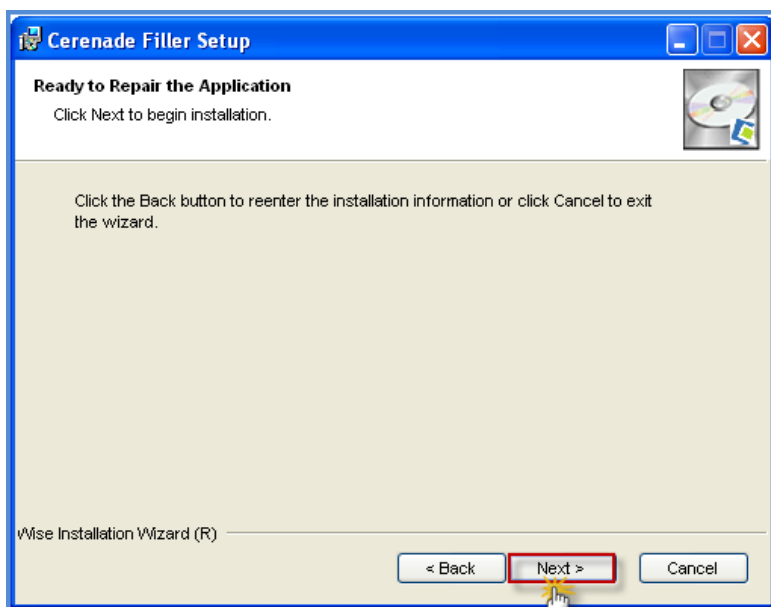 Cerenade Filler Setup
Ready to Repair the Application
Click Next to begin installation.
Click the Back button to reenter the installation information or click Cancel to exit
the wizard.
Wise Installation Wizard (R)
< Back Next > Cancel